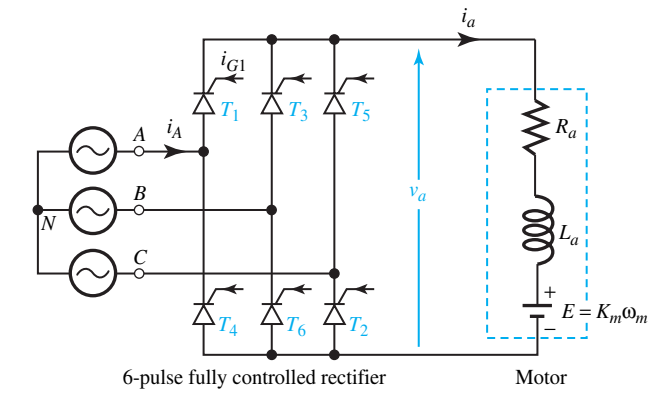 i_a
i_G1
T_1
T_3
T_5
A
i_A
R_a
B
v_a
N
L_a
C
+
E = K_mω_m
−
T_4
T_6
T_2
6-pulse fully controlled rectifier
Motor